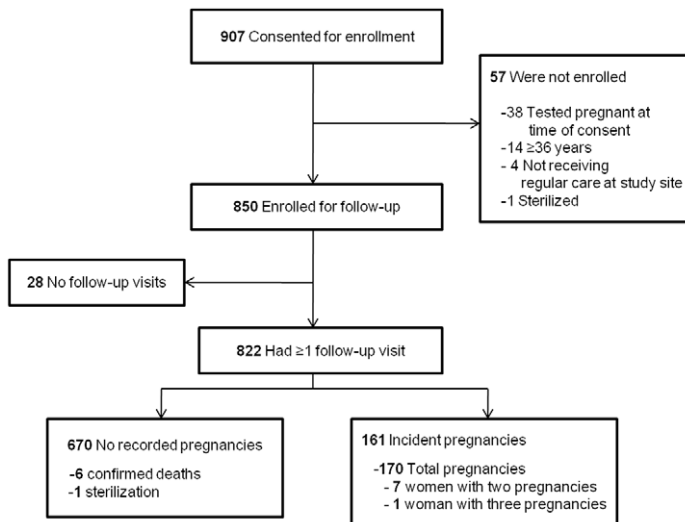 907 Consented for enrollment
57 Were not enrolled
-38 Tested pregnant at
time of consent
-14 ≥36 years
- 4 Not receiving
regular care at study site
-1 Sterilized
850 Enrolled for follow-up
28 No follow-up visits
822 Had ≥1 follow-up visit
670 No recorded pregnancies
-6 confirmed deaths
-1 sterilization
161 Incident pregnancies
-170 Total pregnancies
- 7 women with two pregnancies
- 1 woman with three pregnancies